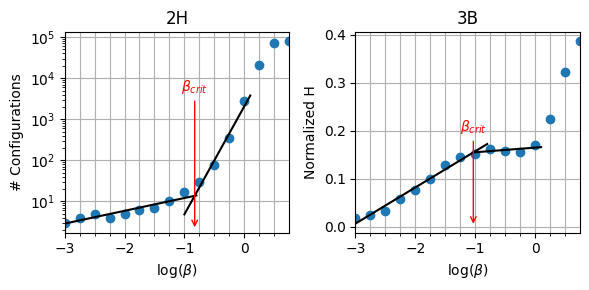 2H
# Configurations
10⁵
10⁴
10³
10²
10¹
β_crit
−3
−2
−1
0
log(β)
3B
Normalized H
0.4
0.3
0.2
0.1
0.0
β_crit
−3
−2
−1
0
log(β)